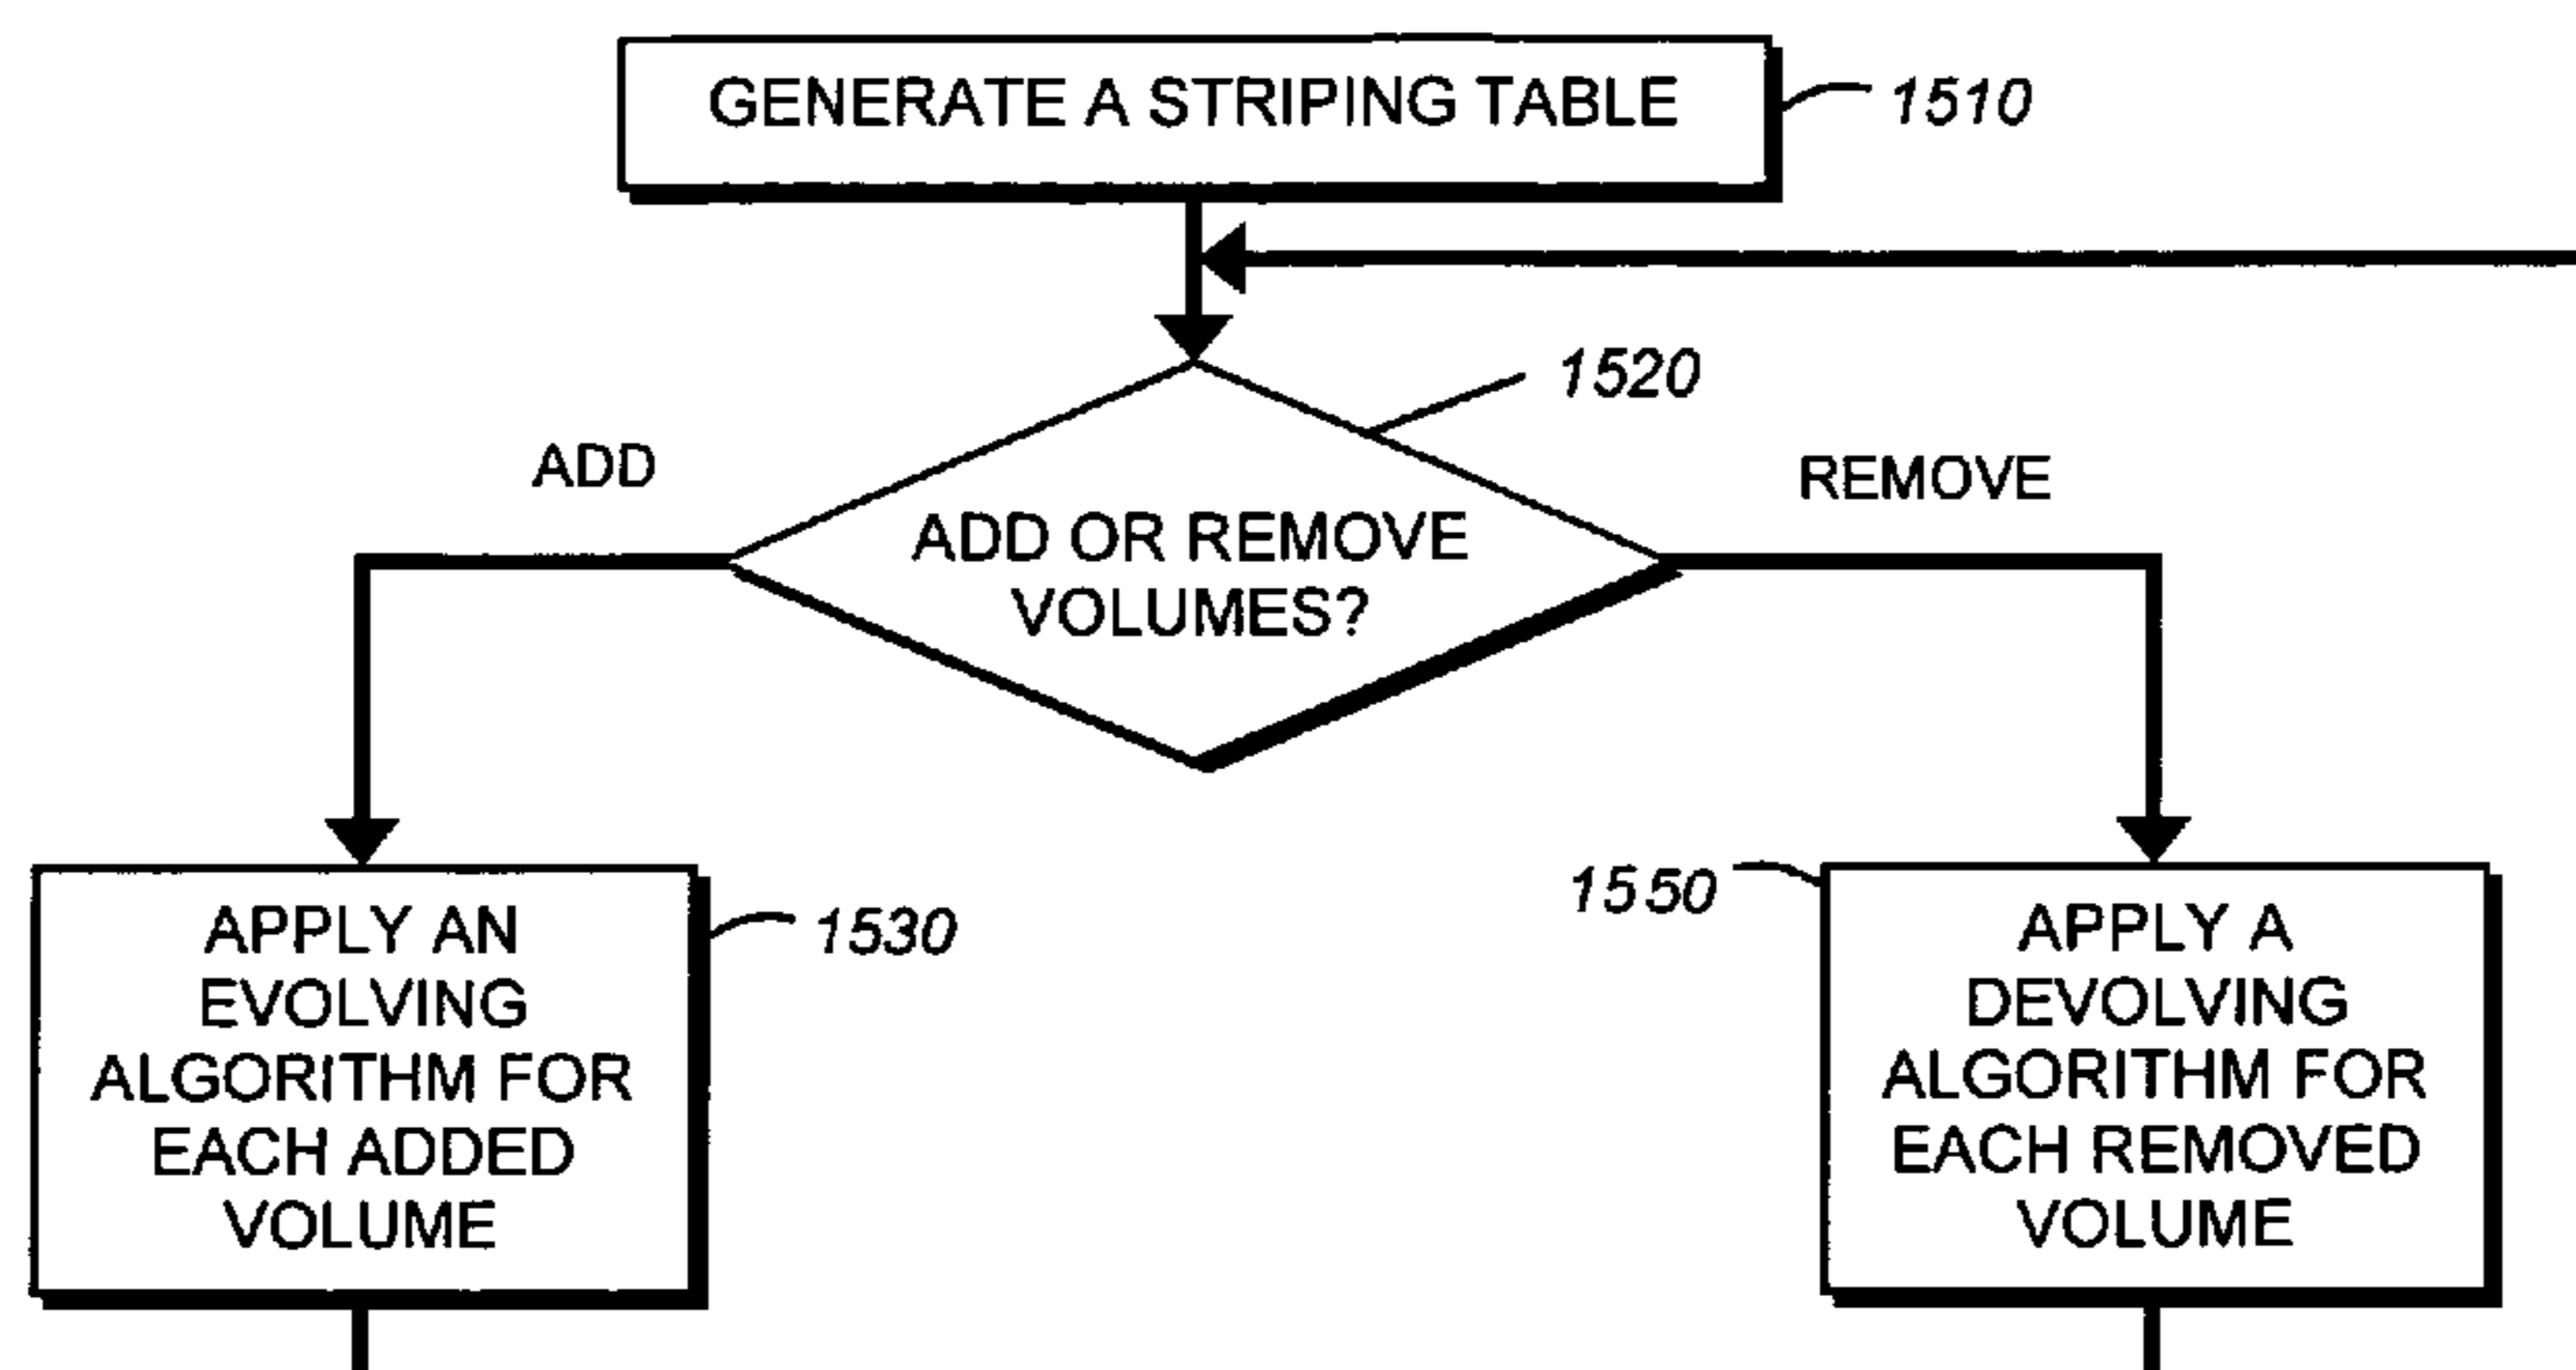 GENERATE A STRIPING TABLE
1510
1520
ADD
REMOVE
ADD OR REMOVE
VOLUMES?
1530
APPLY AN
EVOLVING
ALGORITHM FOR
EACH ADDED
VOLUME
1550
APPLY A
DEVOLVING
ALGORITHM FOR
EACH REMOVED
VOLUME